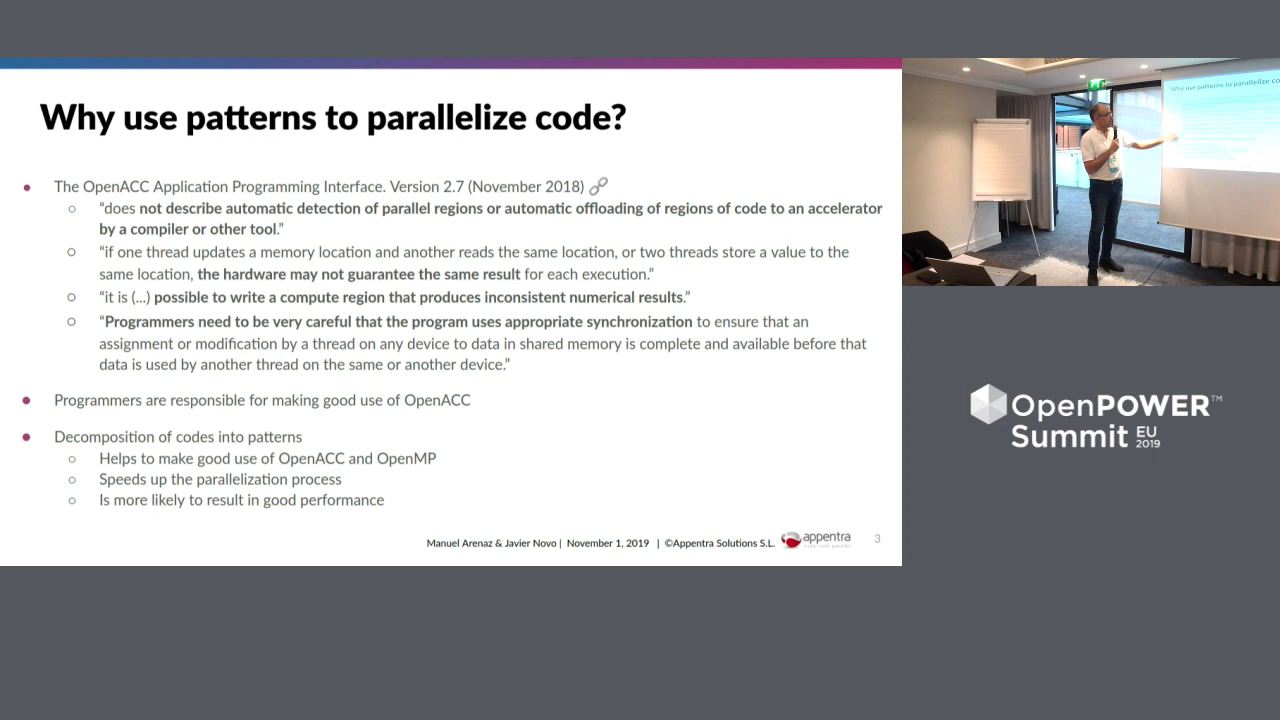 Why use patterns to parallelize code?
● The OpenACC Application Programming Interface. Version 2.7 (November 2018)
○ “does not describe automatic detection of parallel regions or automatic offloading of regions of code to an accelerator
by a compiler or other tool.”
○ “if one thread updates a memory location and another reads the same location, or two threads store a value to the
same location, the hardware may not guarantee the same result for each execution.”
○ “it is (...) possible to write a compute region that produces inconsistent numerical results.”
○ “Programmers need to be very careful that the program uses appropriate synchronization to ensure that an
assignment or modification by a thread on any device to data in shared memory is complete and available before that
data is used by another thread on the same or another device.”
● Programmers are responsible for making good use of OpenACC
● Decomposition of codes into patterns
○ Helps to make good use of OpenACC and OpenMP
○ Speeds up the parallelization process
○ Is more likely to result in good performance
Manuel Arenaz & Javier Novo | November 1, 2019 | ©Appentra Solutions S.L. appentra 3
Why use patterns to parallelize co
OpenPOWER™
Summit EU 2019